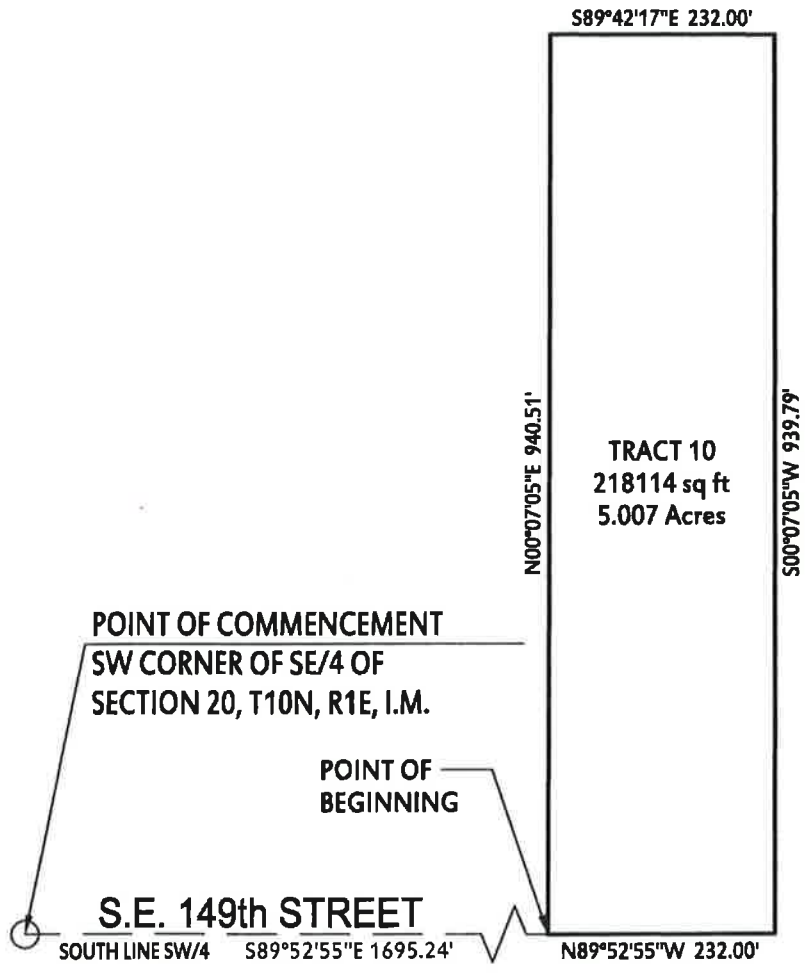 S89°42'17"E 232.00'
N00°07'05"E 940.51'
TRACT 10
218114 sq ft
5.007 Acres
S00°07'05"W 939.79'
POINT OF COMMENCEMENT
SW CORNER OF SE/4 OF
SECTION 20, T10N, R1E, I.M.
POINT OF
BEGINNING
S.E. 149th STREET
SOUTH LINE SW/4 S89°52'55"E 1695.24'
N89°52'55"W 232.00'